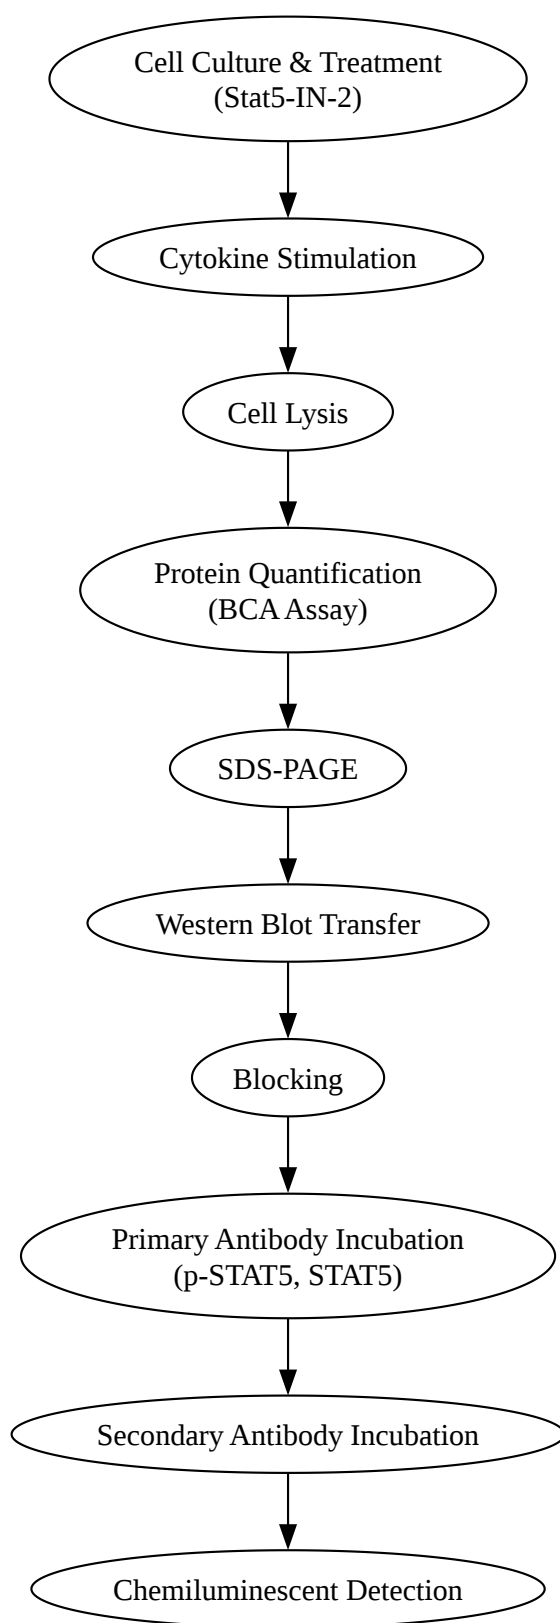 Cell Culture & Treatment
(Stat5-IN-2)
Cytokine Stimulation
Cell Lysis
Protein Quantification
(BCA Assay)
SDS-PAGE
Western Blot Transfer
Blocking
Primary Antibody Incubation
(p-STAT5, STAT5)
Secondary Antibody Incubation
Chemiluminescent Detection